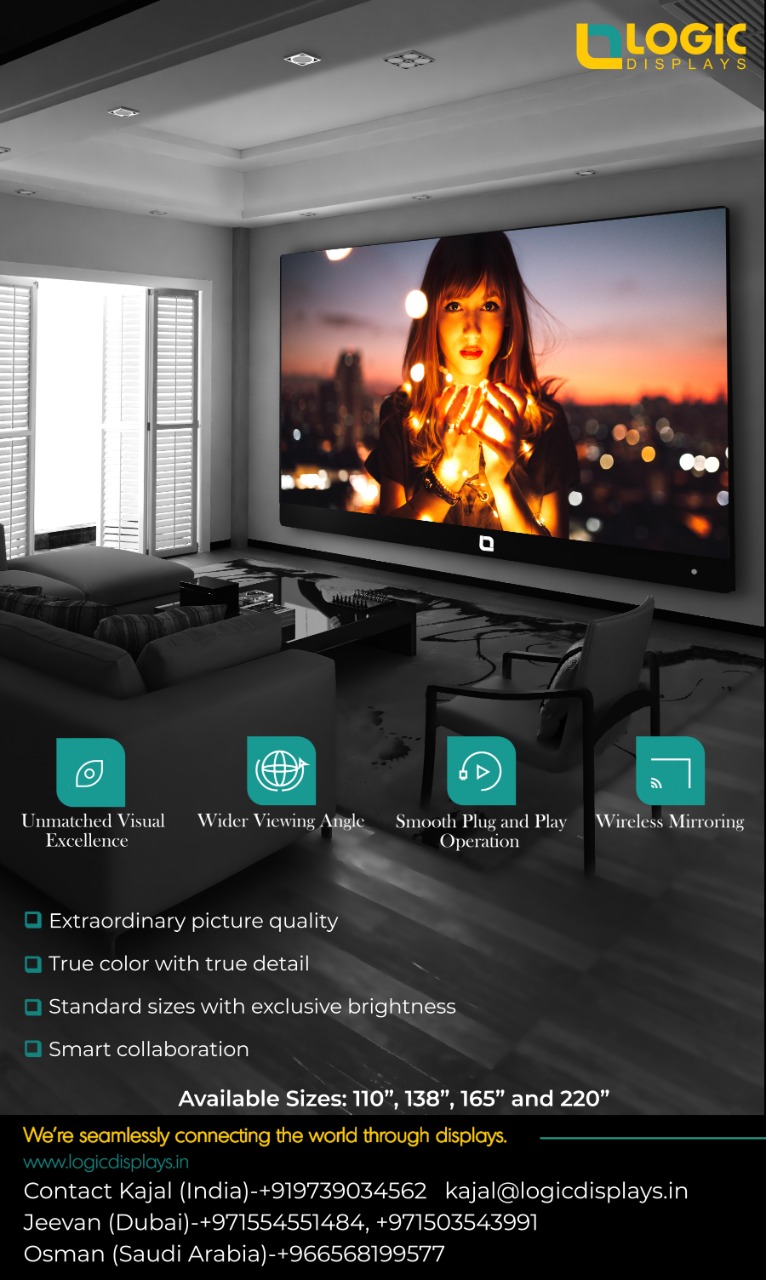 LOGIC
DISPLAYS
Unmatched Visual
Excellence
Wider Viewing Angle
Smooth Plug and Play
Operation
Wireless Mirroring
Extraordinary picture quality
True color with true detail
Standard sizes with exclusive brightness
Smart collaboration
Available Sizes: 110”, 138”, 165” and 220”
We’re seamlessly connecting the world through displays.
www.logicdisplays.in
Contact Kajal (India)-+919739034562 kajal@logicdisplays.in
Jeevan (Dubai)-+971554551484, +971503543991
Osman (Saudi Arabia)-+966568199577